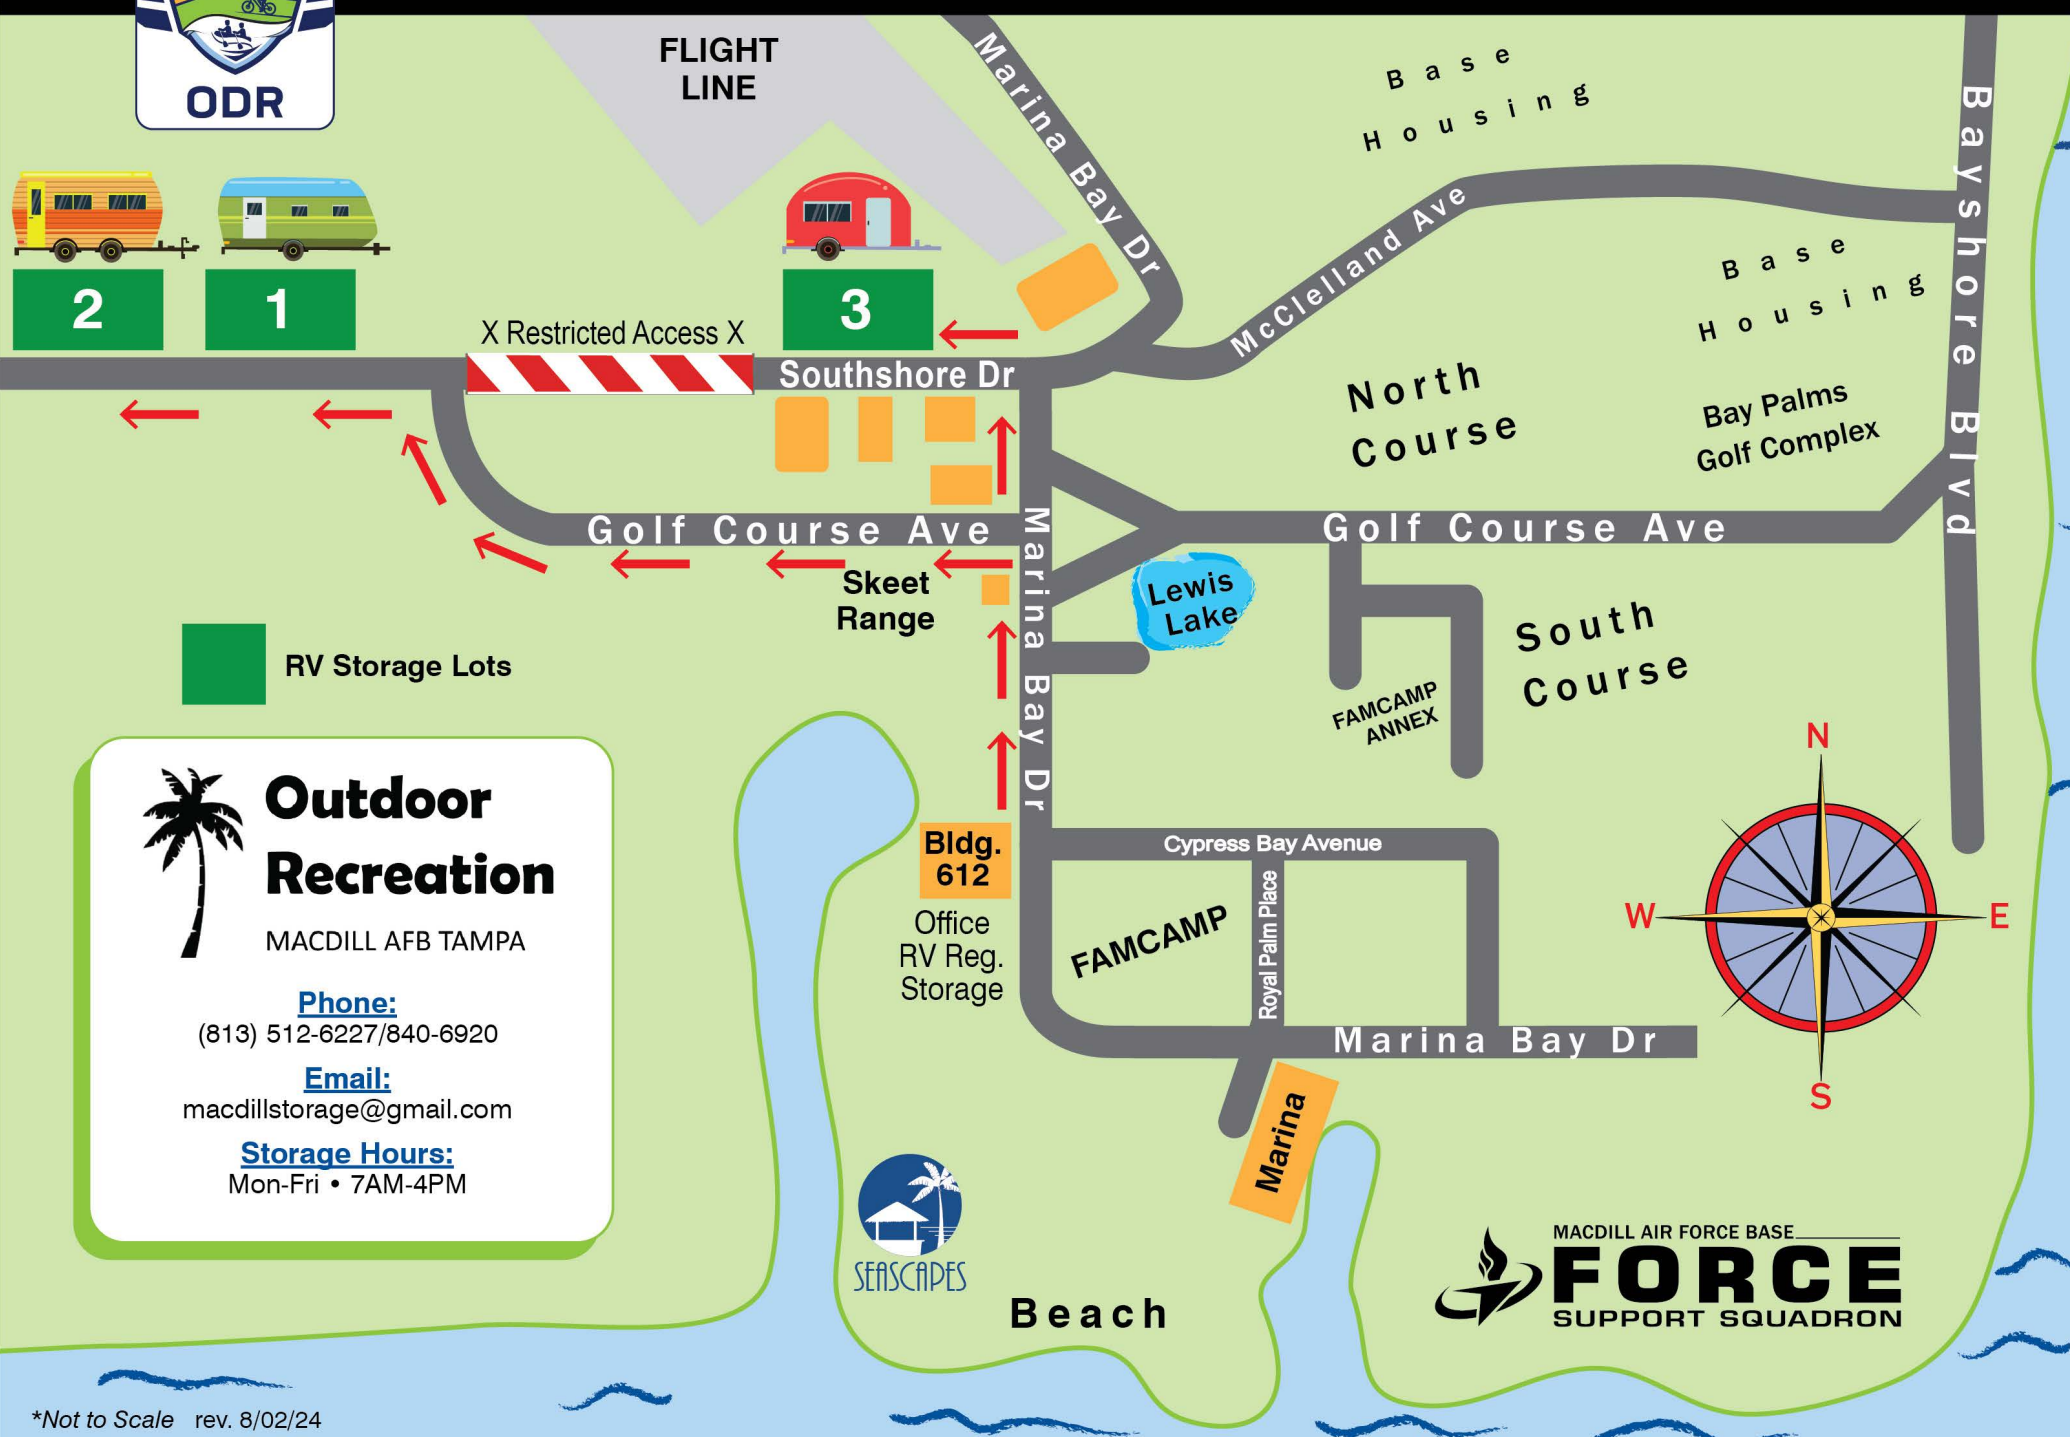 ODR
FLIGHT
LINE
Marina Bay Dr
Base
Housing
Bayshore Blvd
McClelland Ave
Base
Housing
2
1
3
X Restricted Access X
Southshore Dr
North
Course
Bay Palms
Golf Complex
Golf Course Ave
Golf Course Ave
Marina Bay Dr
Skeet
Range
Lewis
Lake
South
Course
RV Storage Lots
FAMCAMP
ANNEX
Outdoor
Recreation
MACDILL AFB TAMPA
Phone:
(813) 512-6227/840-6920
Email:
macdillstorage@gmail.com
Storage Hours:
Mon-Fri • 7AM-4PM
Bldg.
612
Office
RV Reg.
Storage
Cypress Bay Avenue
Royal Palm Place
FAMCAMP
Marina Bay Dr
Marina
N
W
E
S
SEASCAPES
Beach
MACDILL AIR FORCE BASE
FORCE
SUPPORT SQUADRON
*Not to Scale rev. 8/02/24